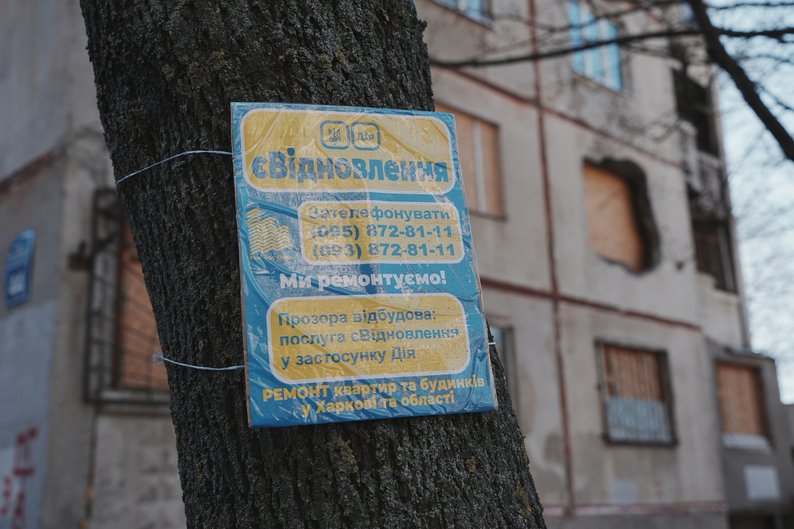 Дія
єВідновлення
Зателефонувати
(095) 872-81-11
(093) 872-81-11
Ми ремонтуємо!
Прозора відбудова:
послуга єВідновлення
у застосунку Дія
РЕМОНТ квартир та будинків
у Харкові та області